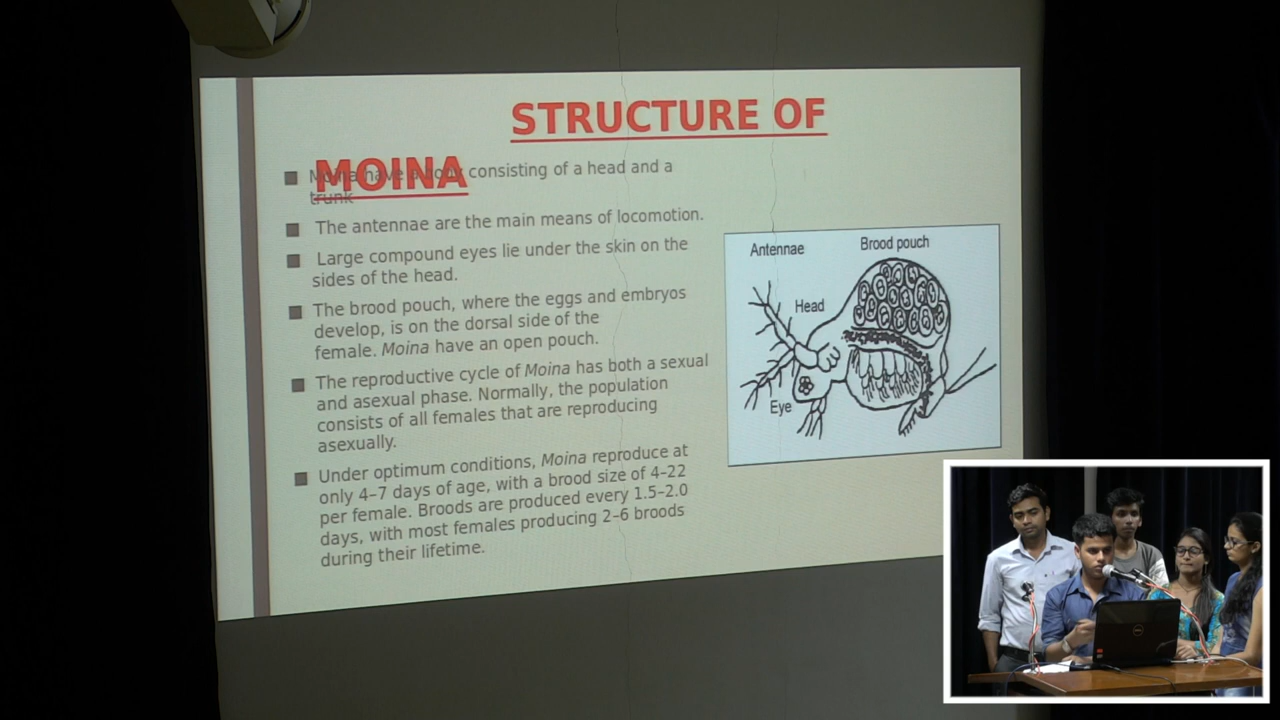 STRUCTURE OF
MOINA
■ Moina have a body consisting of a head and a
trunk
■ The antennae are the main means of locomotion.
■ Large compound eyes lie under the skin on the
sides of the head.
■ The brood pouch, where the eggs and embryos
develop, is on the dorsal side of the
female. Moina have an open pouch.
■ The reproductive cycle of Moina has both a sexual
and asexual phase. Normally, the population
consists of all females that are reproducing
asexually.
■ Under optimum conditions, Moina reproduce at
only 4–7 days of age, with a brood size of 4–22
per female. Broods are produced every 1.5–2.0
days, with most females producing 2–6 broods
during their lifetime.
Antennae
Brood pouch
Head
Eye
DELL